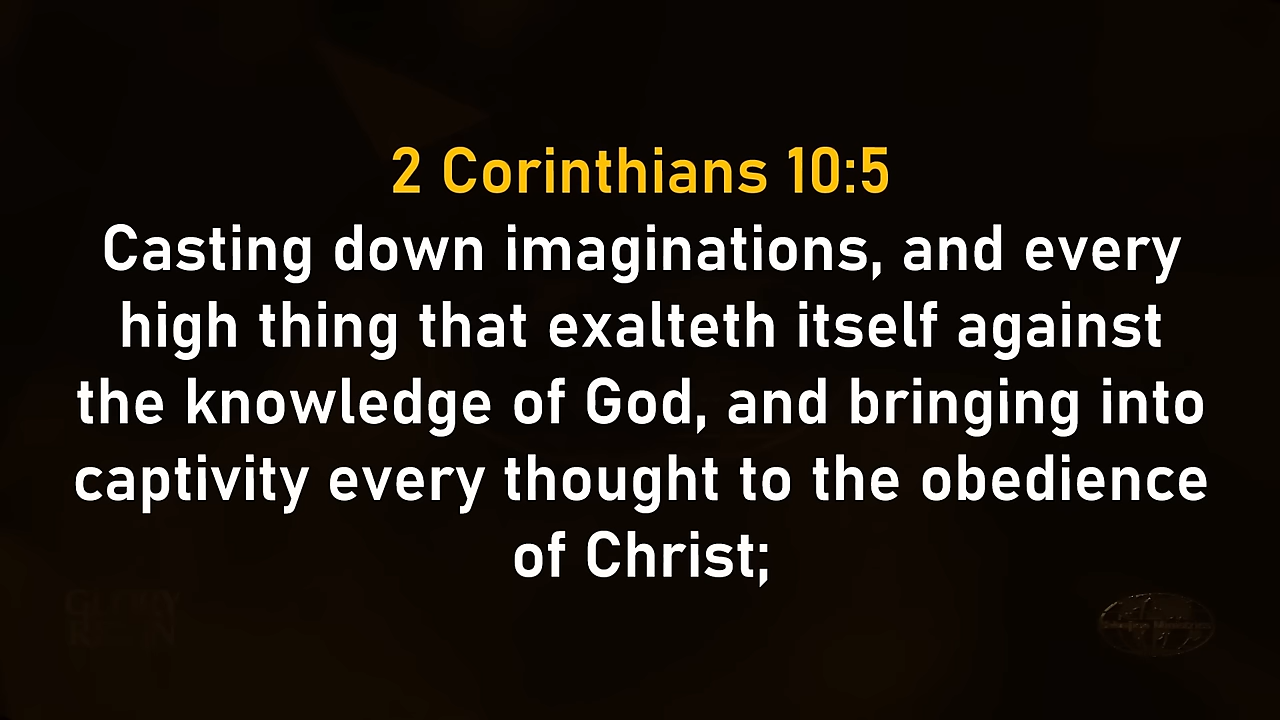 2 Corinthians 10:5
Casting down imaginations, and every
high thing that exalteth itself against
the knowledge of God, and bringing into
captivity every thought to the obedience
of Christ;